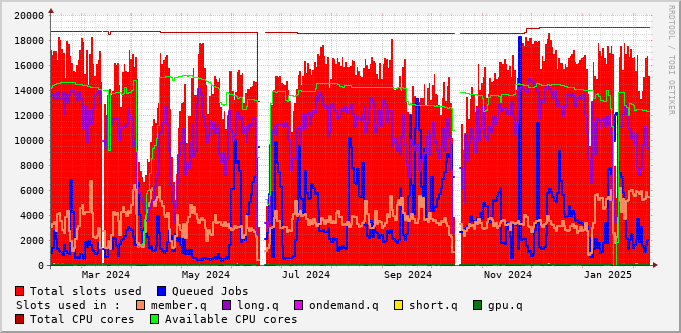 20000
18000
16000
14000
12000
10000
8000
6000
4000
2000
0
Mar 2024 May 2024 Jul 2024 Sep 2024 Nov 2024 Jan 2025
Total slots used Queued Jobs
Slots used in : member.q long.q ondemand.q short.q gpu.q
Total CPU cores Available CPU cores
RRDTOOL / TOBI OETIKER